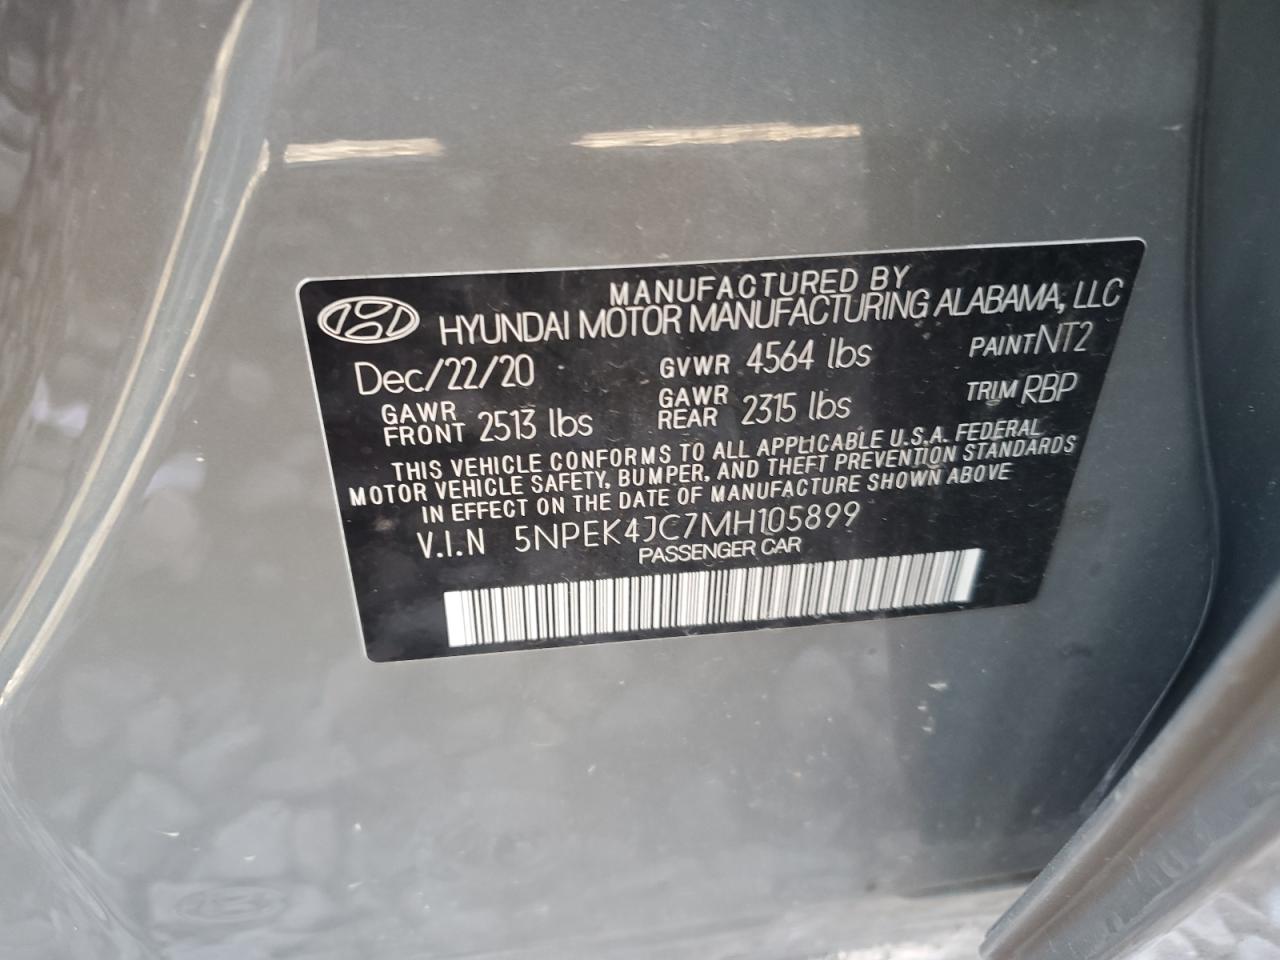 MANUFACTURED BY
HYUNDAI MOTOR MANUFACTURING ALABAMA, LLC
Dec/22/20 GVWR 4564 lbs PAINT NT2
GAWR FRONT 2513 lbs GAWR REAR 2315 lbs TRIM RBP
THIS VEHICLE CONFORMS TO ALL APPLICABLE U.S.A. FEDERAL
MOTOR VEHICLE SAFETY, BUMPER, AND THEFT PREVENTION STANDARDS
IN EFFECT ON THE DATE OF MANUFACTURE SHOWN ABOVE
V.I.N 5NPEK4JC7MH105899
PASSENGER CAR